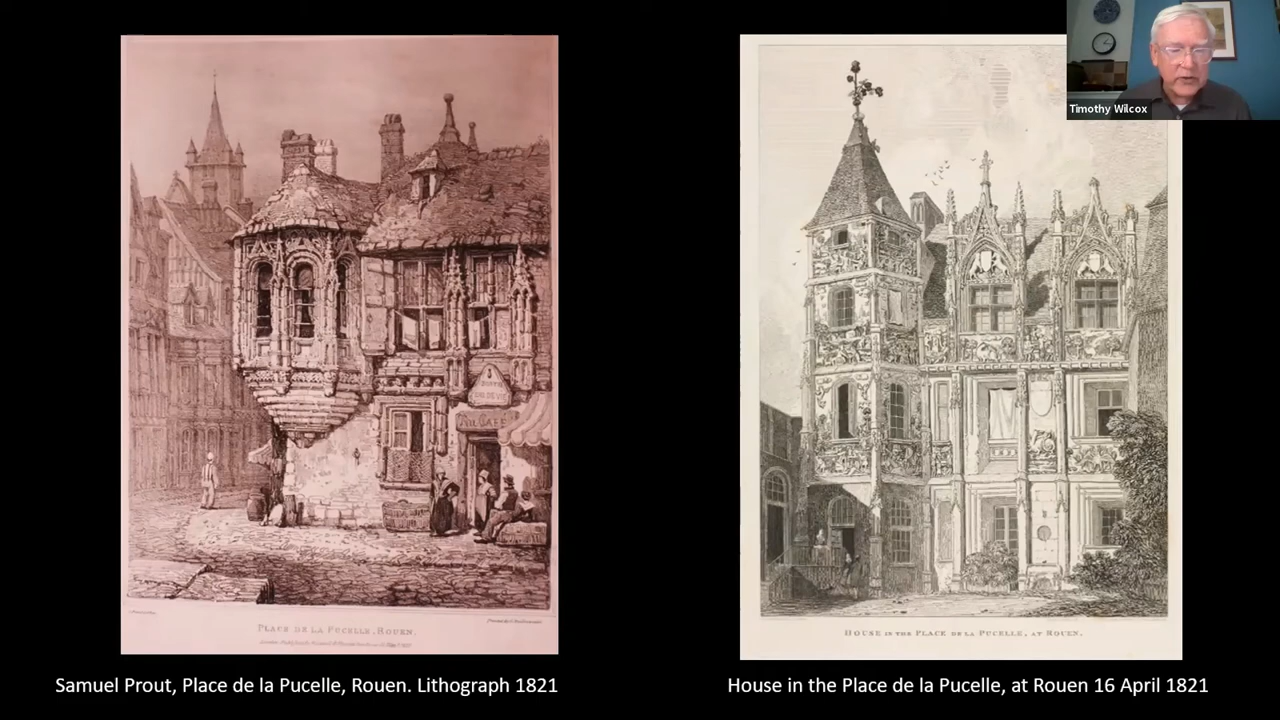 Timothy Wilcox
CAFE
PLACE DE LA PUCELLE, ROUEN.
HOUSE IN THE PLACE DE LA PUCELLE, AT ROUEN.
Samuel Prout, Place de la Pucelle, Rouen. Lithograph 1821
House in the Place de la Pucelle, at Rouen 16 April 1821